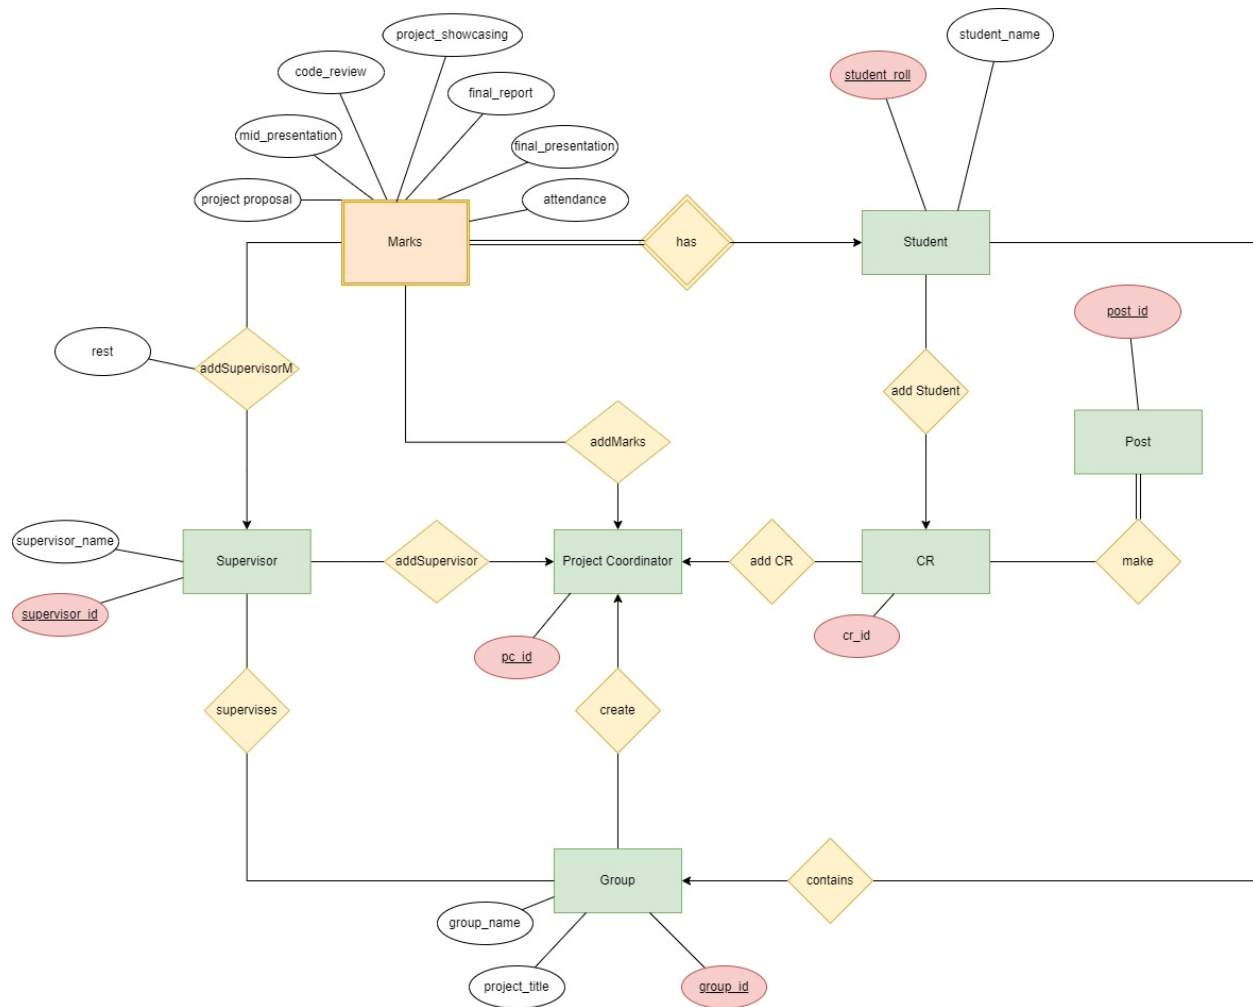 project_showcasing
student_name
code_review
student_roll
final_report
mid_presentation
final_presentation
project proposal
attendance
Marks
has
Student
post_id
rest
addSupervisorM
add Student
addMarks
Post
supervisor_name
Supervisor
addSupervisor
Project Coordinator
add CR
CR
make
supervisor_id
cr_id
pc_id
supervises
create
Group
contains
group_name
project_title
group_id